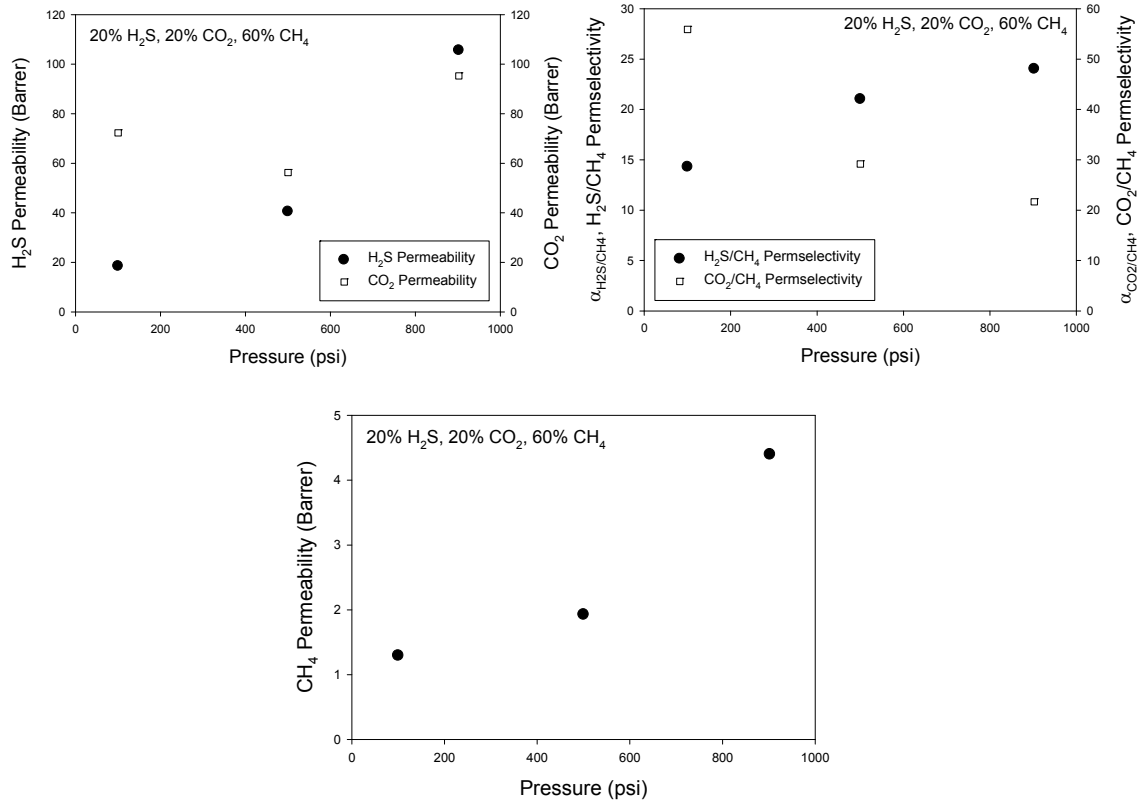 20% H₂S, 20% CO₂, 60% CH₄
H₂S Permeability (Barrer)
120
100
80
60
40
20
0
CO₂ Permeability (Barrer)
120
100
80
60
40
20
0
H₂S Permeability
CO₂ Permeability
0 200 400 600 800 1000
Pressure (psi)
20% H₂S, 20% CO₂, 60% CH₄
α_H2S/CH4, H₂S/CH₄ Permselectivity
30
25
20
15
10
5
0
α_CO2/CH4, CO₂/CH₄ Permselectivity
60
50
40
30
20
10
0
H₂S/CH₄ Permselectivity
CO₂/CH₄ Permselectivity
0 200 400 600 800 1000
Pressure (psi)
20% H₂S, 20% CO₂, 60% CH₄
CH₄ Permeability (Barrer)
5
4
3
2
1
0
0 200 400 600 800 1000
Pressure (psi)